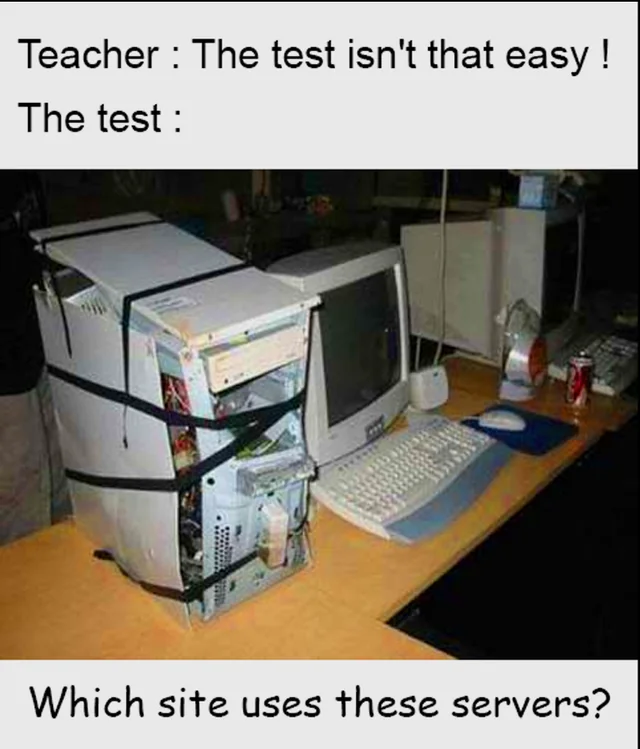 Teacher : The test isn't that easy !
The test :
Which site uses these servers?